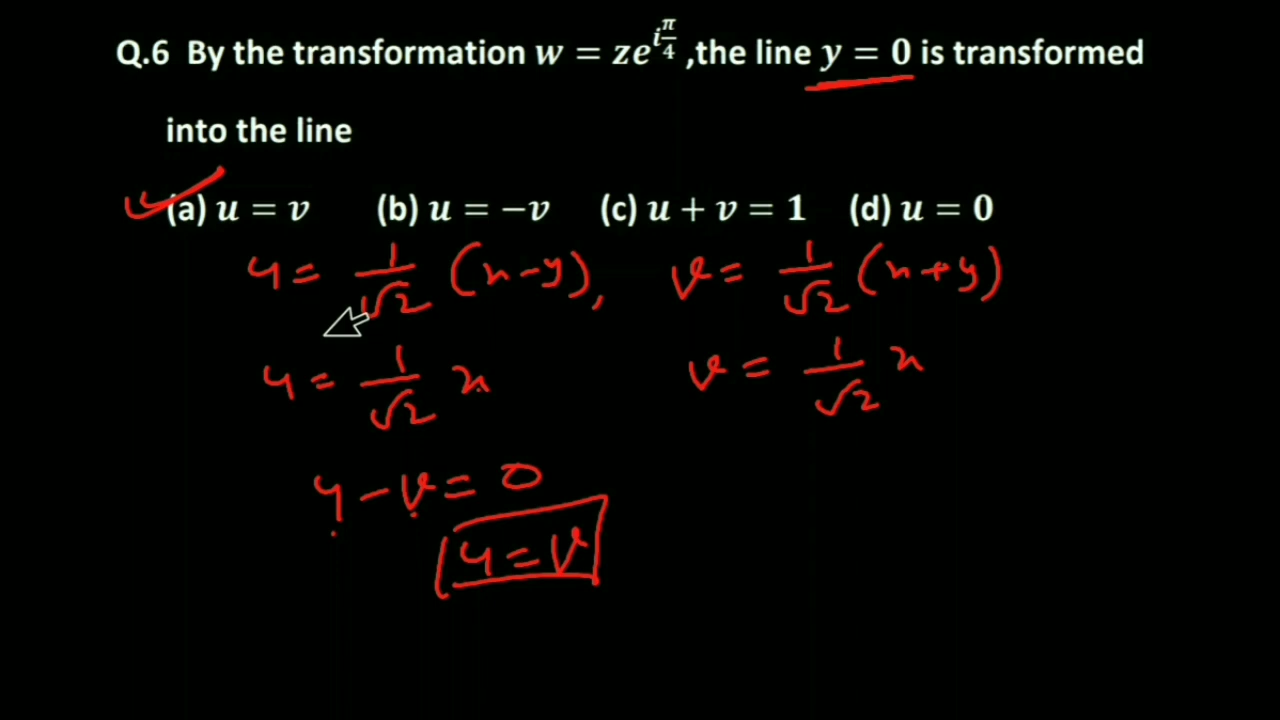 Q.6 By the transformation w = ze^{iπ/4} ,the line y = 0 is transformed
into the line
(a) u = v (b) u = −v (c) u + v = 1 (d) u = 0
u = 1/√2 (x−y), v = 1/√2 (x+y)
u = 1/√2 x v = 1/√2 x
u − v = 0
u = v